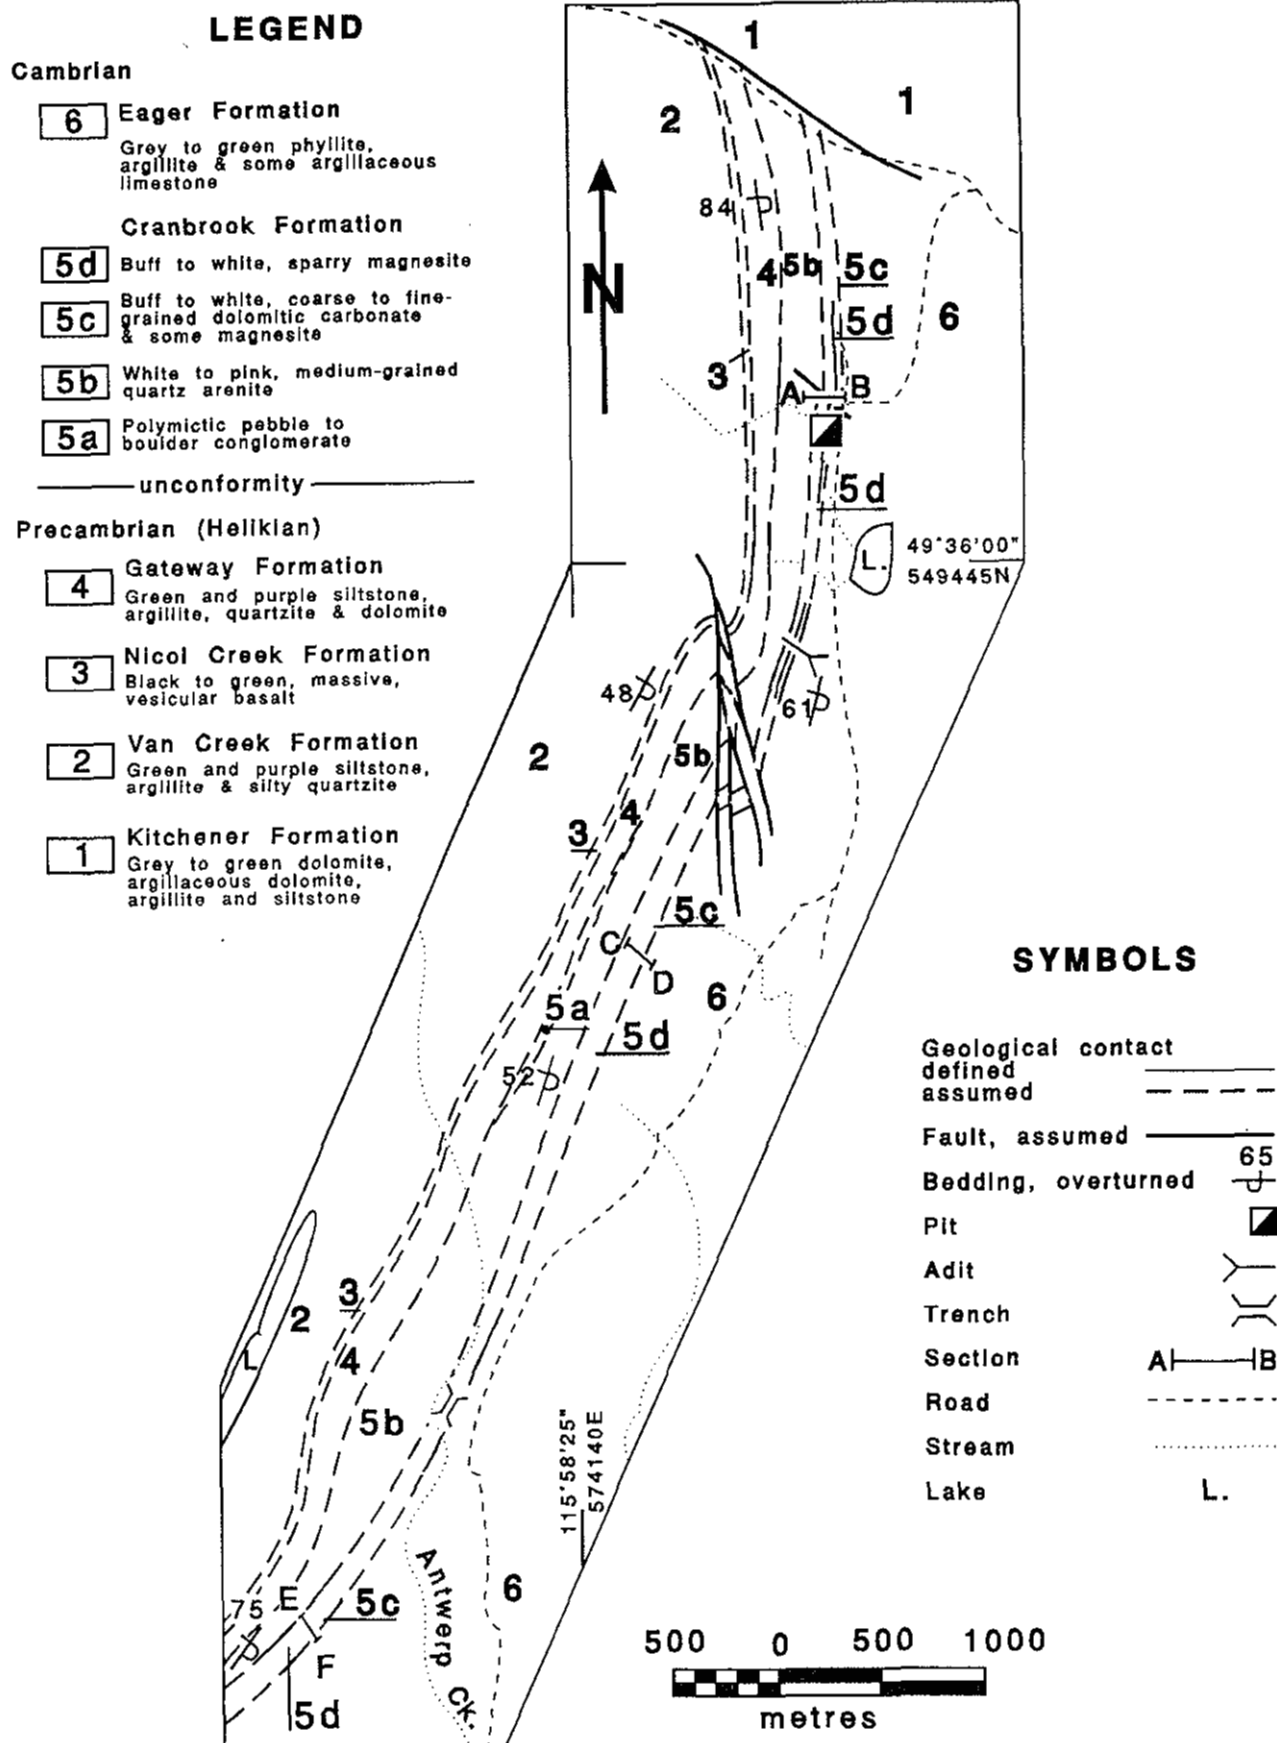 LEGEND
Cambrian
6 Eager Formation
Grey to green phyllite,
argillite & some argillaceous
limestone
Cranbrook Formation
5d Buff to white, sparry magnesite
5c Buff to white, coarse to fine-
grained dolomitic carbonate
& some magnesite
5b White to pink, medium-grained
quartz arenite
5a Polymictic pebble to
boulder conglomerate
unconformity
Precambrian (Helikian)
4 Gateway Formation
Green and purple siltstone,
argillite, quartzite & dolomite
3 Nicol Creek Formation
Black to green, massive,
vesicular basalt
2 Van Creek Formation
Green and purple siltstone,
argillite & silty quartzite
1 Kitchener Formation
Grey to green dolomite,
argillaceous dolomite,
argillite and siltstone
1
1
2
84
N
4
5b
5c
5d
6
3
A
B
5d
L.
49°36'00"
549445N
48
61
2
5b
4
3
5c
C
D
6
5a
5d
52
3
2
L
4
5b
115°58'25"
574140E
Antwerp Ck.
6
75
E
5c
F
5d
500 0 500 1000
metres
SYMBOLS
Geological contact
defined
assumed
Fault, assumed
65
Bedding, overturned
Pit
Adit
Trench
Section A B
Road
Stream
Lake L.